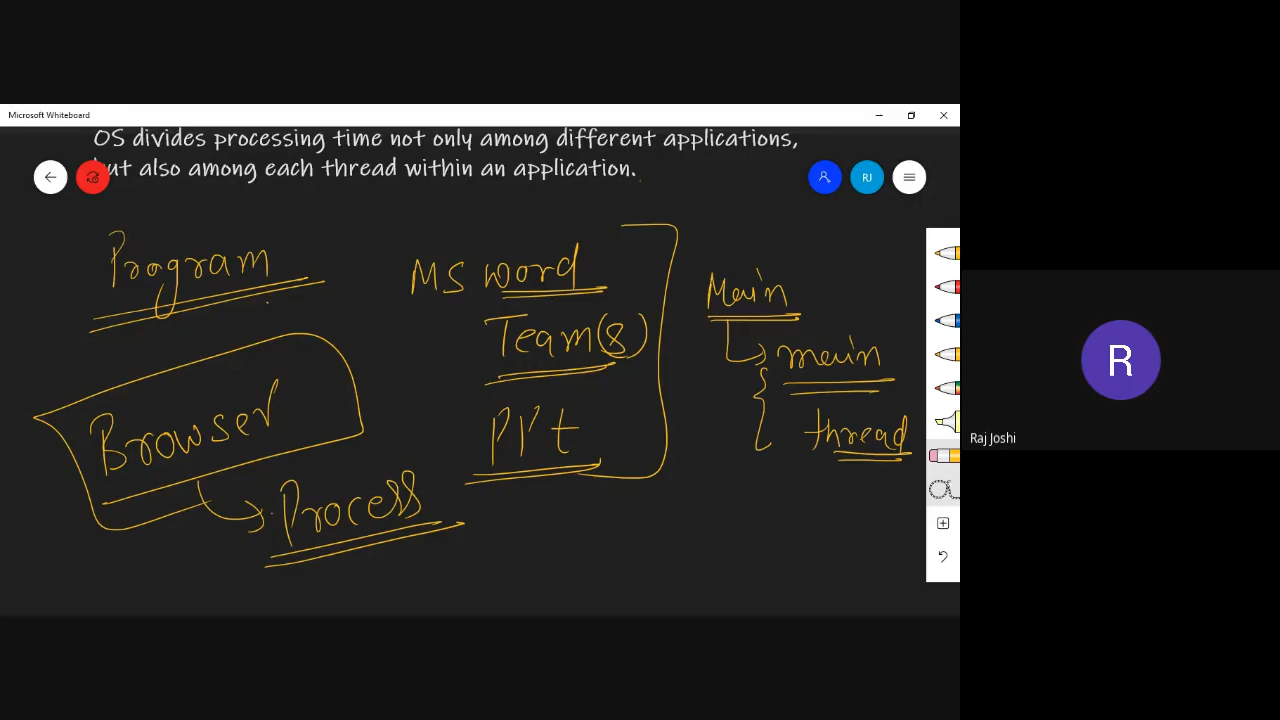 Microsoft Whiteboard
OS divides processing time not only among different applications,
but also among each thread within an application.
RJ
Program
MS word
Team(s)
PPt
Main
main
thread
Browser
Process
R
Raj Joshi